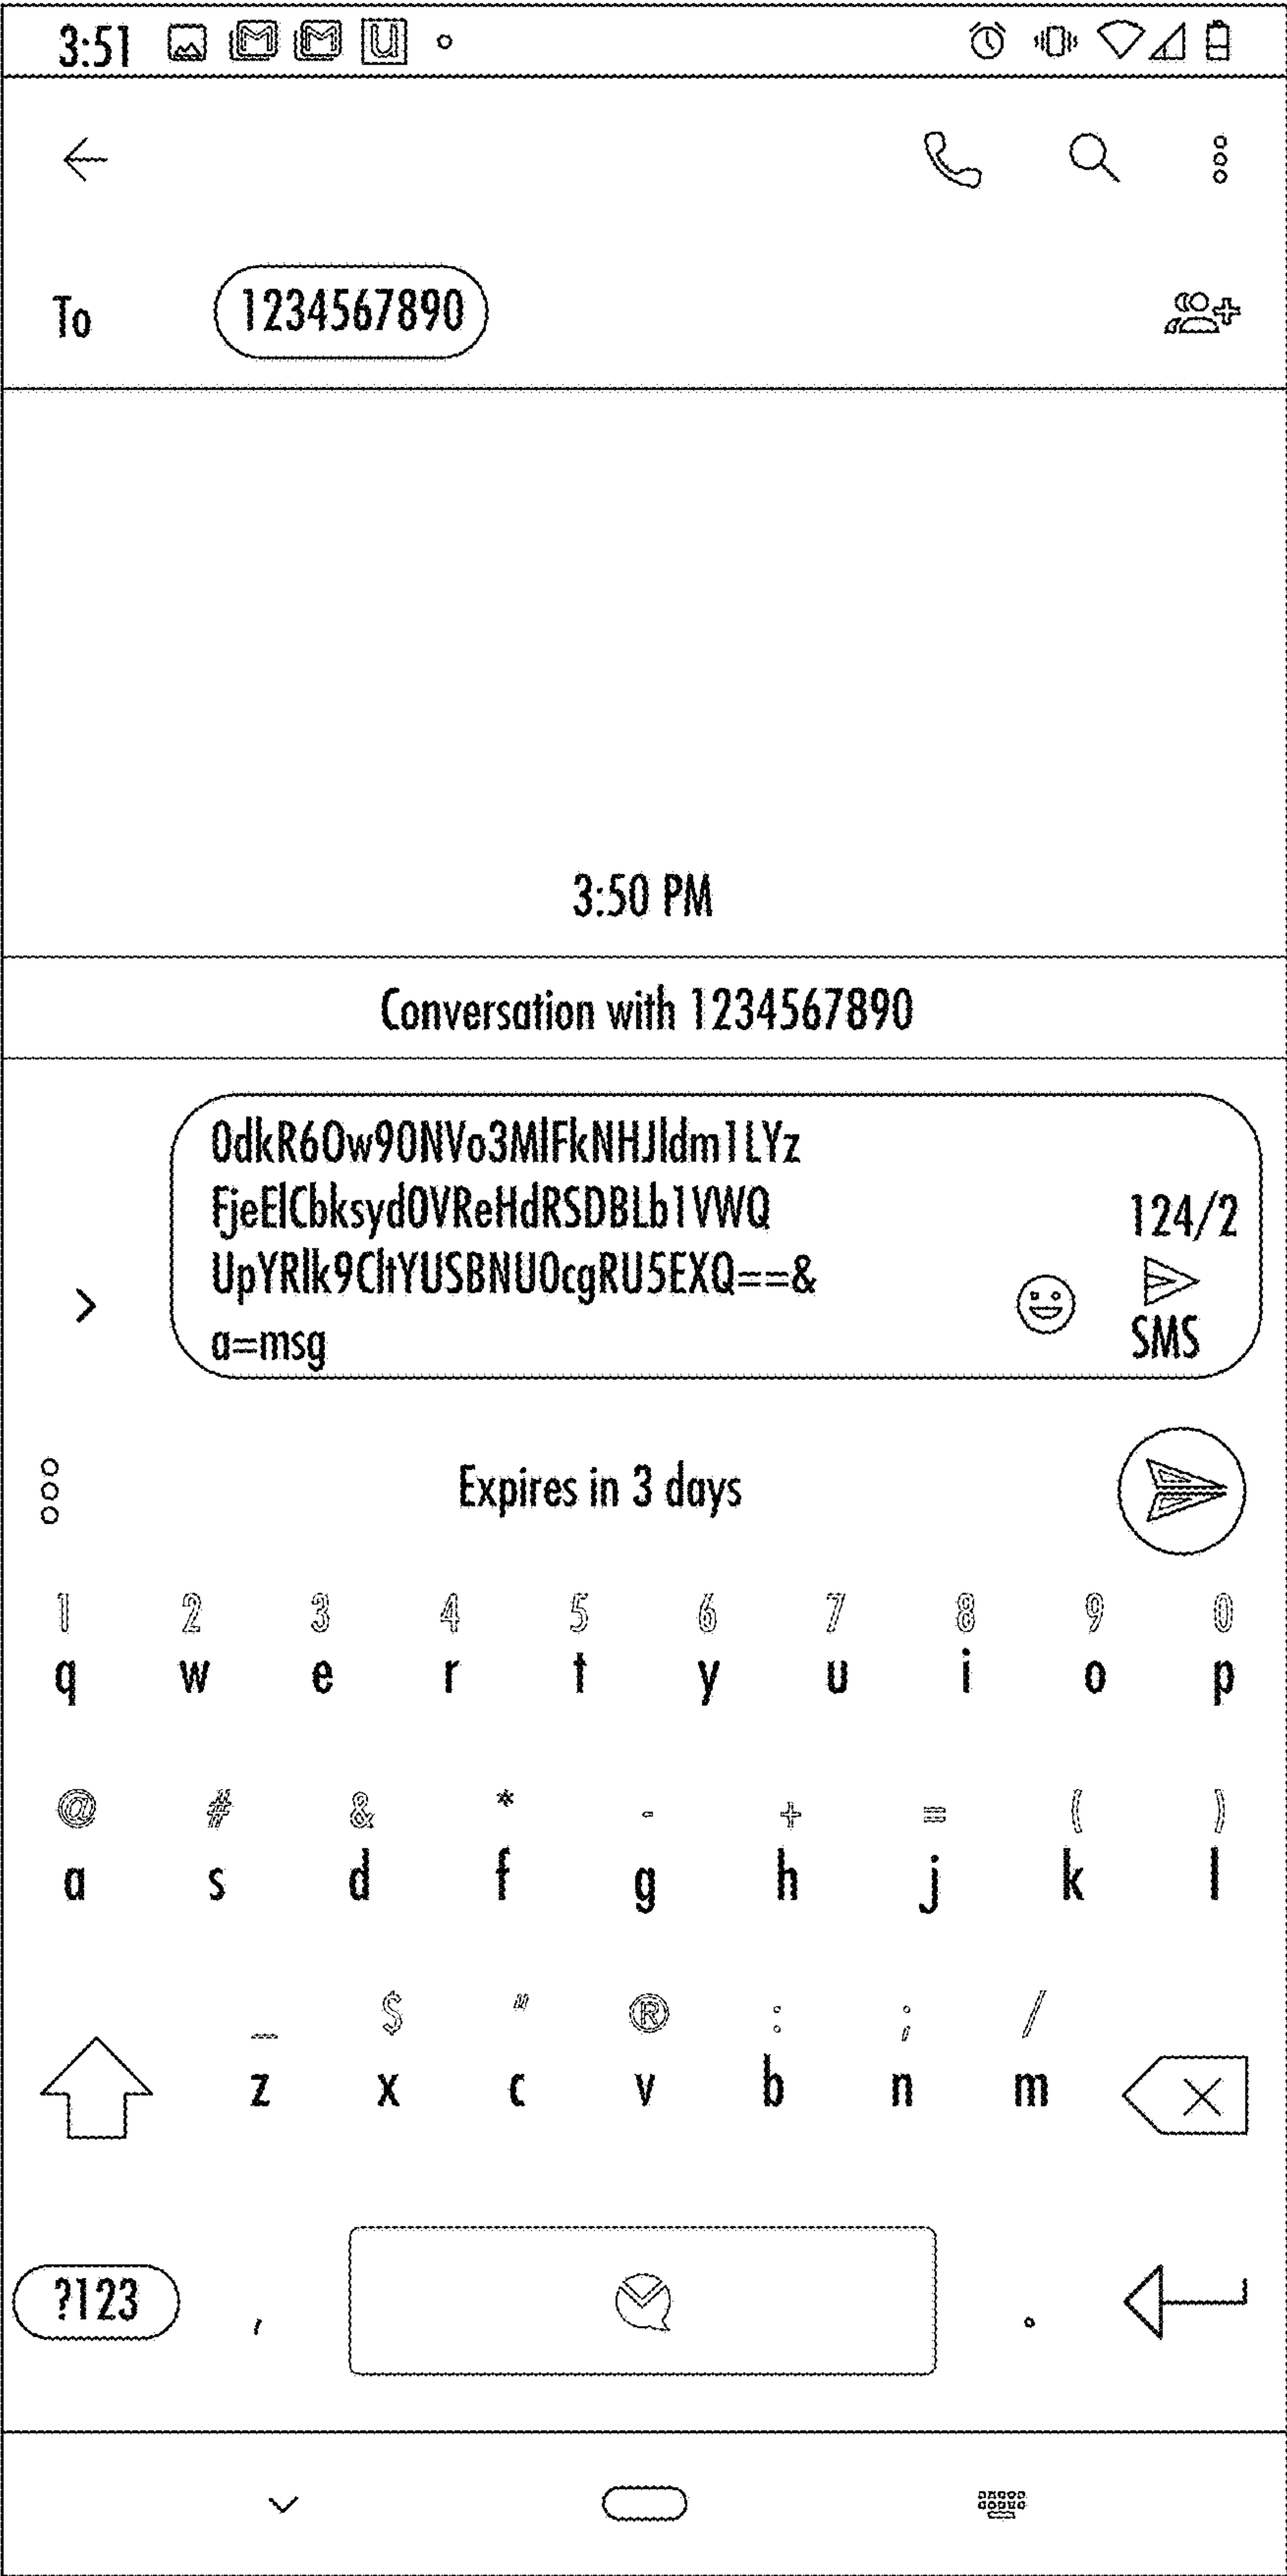 3:51
To 1234567890
3:50 PM
Conversation with 1234567890
0dkR6Ow90NVo3MlFkNHJldm1LYz
FjeElCbksyd0VReHdRSDBLb1VWQ
UpYRlk9CltYUSBNU0cgRU5EXQ==&
a=msg
124/2
SMS
Expires in 3 days
1 2 3 4 5 6 7 8 9 0
q w e r t y u i o p
@ # & * - + = ( )
a s d f g h j k l
_ $ " ® : ; /
z x c v b n m
?123 , .